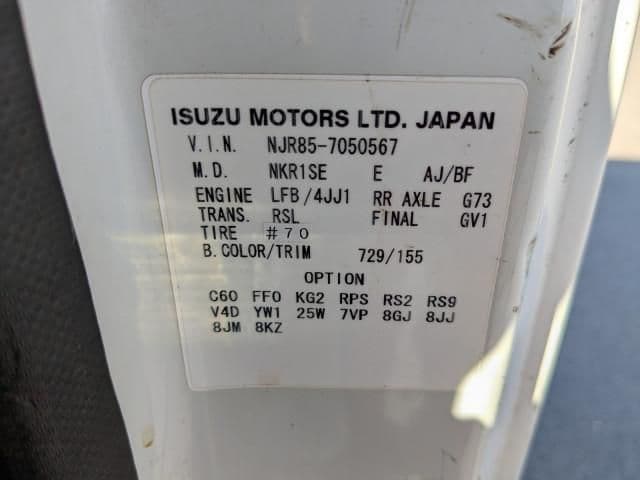 ISUZU MOTORS LTD. JAPAN
V.I.N. NJR85-7050567
M.D. NKR1SE E AJ/BF
ENGINE LFB/4JJ1 RR AXLE G73
TRANS. RSL FINAL GV1
TIRE #70
B.COLOR/TRIM 729/155
OPTION
C60 FF0 KG2 RPS RS2 RS9
V4D YW1 25W 7VP 8GJ 8JJ
8JM 8KZ